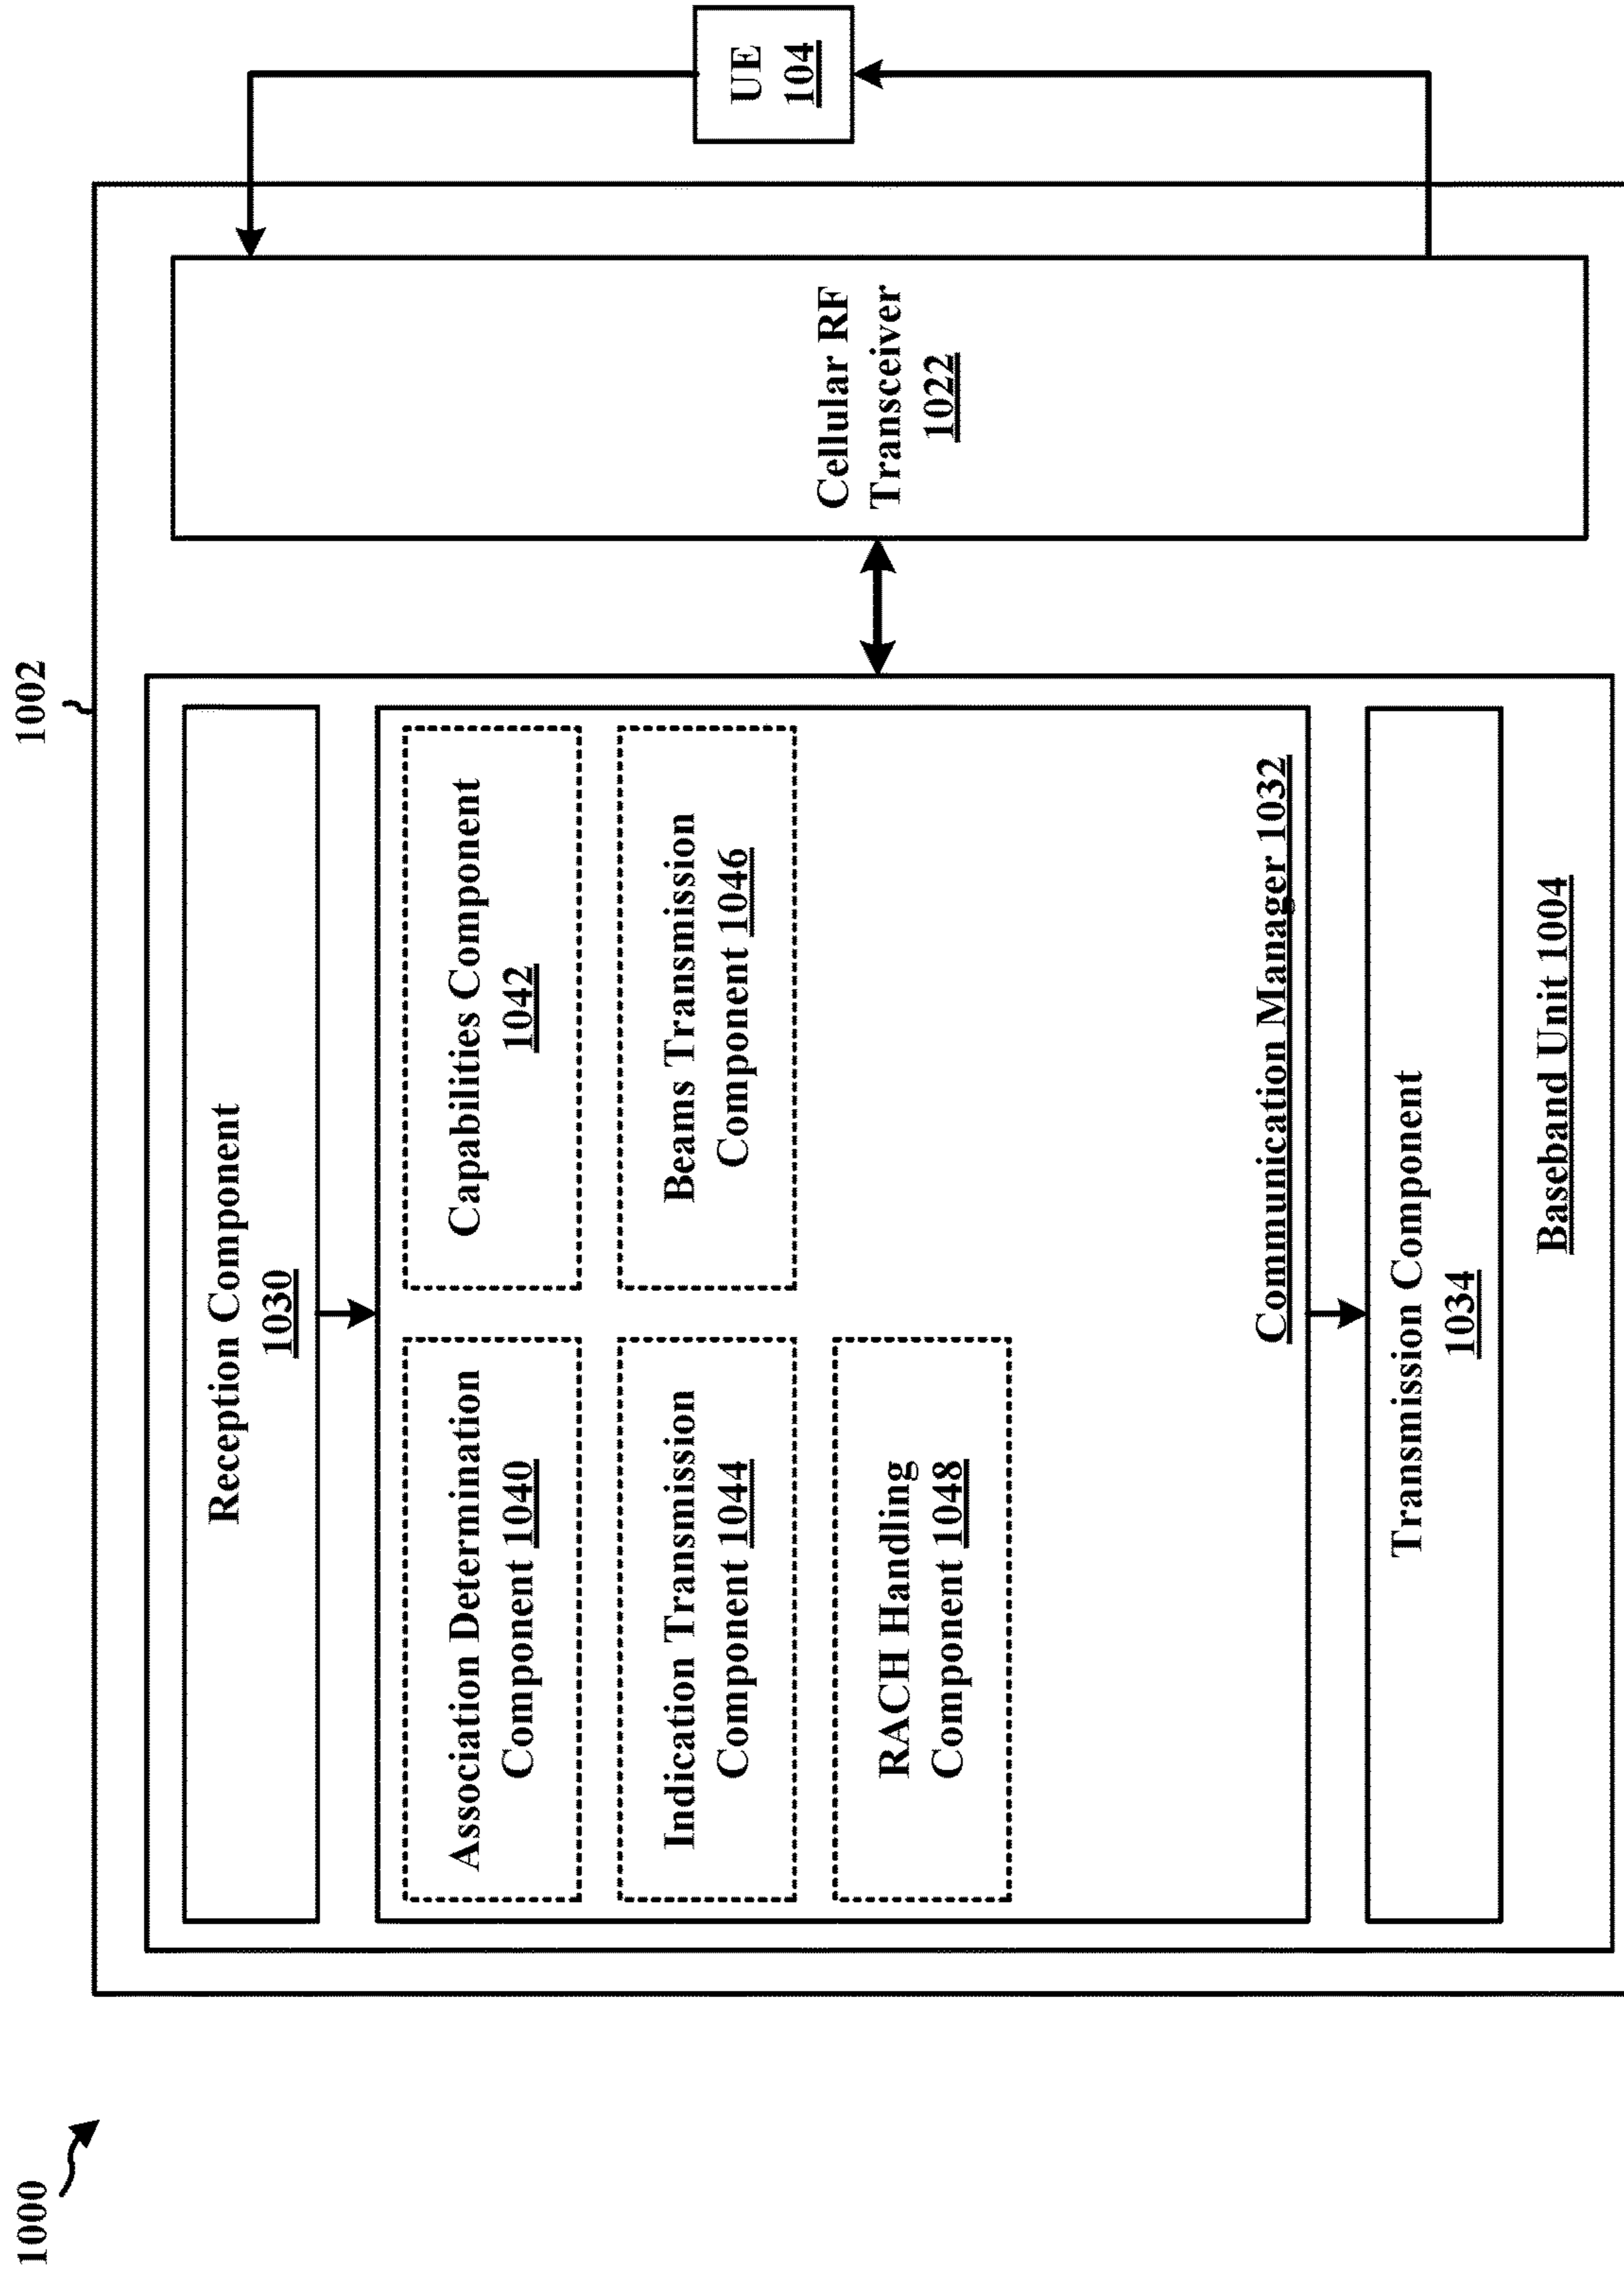 1000
1002
Reception Component
1030
Association Determination
Component 1040
Capabilities Component
1042
Indication Transmission
Component 1044
Beams Transmission
Component 1046
RACH Handling
Component 1048
Communication Manager 1032
Transmission Component
1034
Baseband Unit 1004
Cellular RF
Transceiver
1022
UE
104